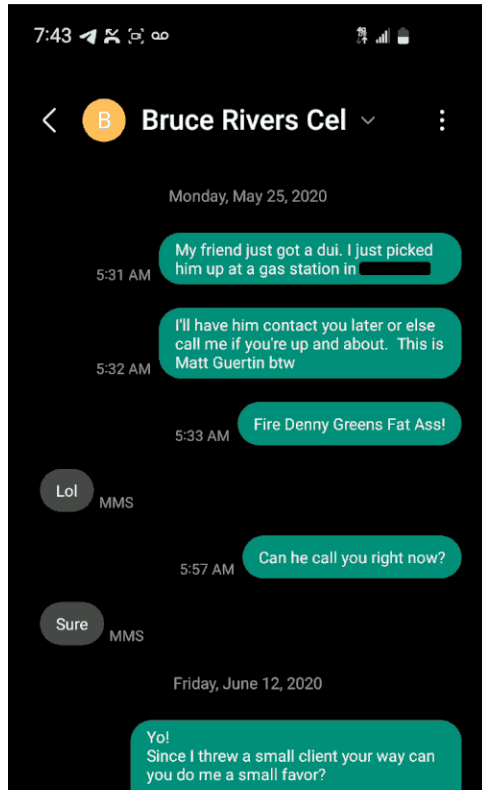 7:43
B
Bruce Rivers Cel
Monday, May 25, 2020
My friend just got a dui. I just picked
him up at a gas station in
5:31 AM
I'll have him contact you later or else
call me if you're up and about.  This is
Matt Guertin btw
5:32 AM
Fire Denny Greens Fat Ass!
5:33 AM
Lol
MMS
Can he call you right now?
5:57 AM
Sure
MMS
Friday, June 12, 2020
Yo!
Since I threw a small client your way can
you do me a small favor?